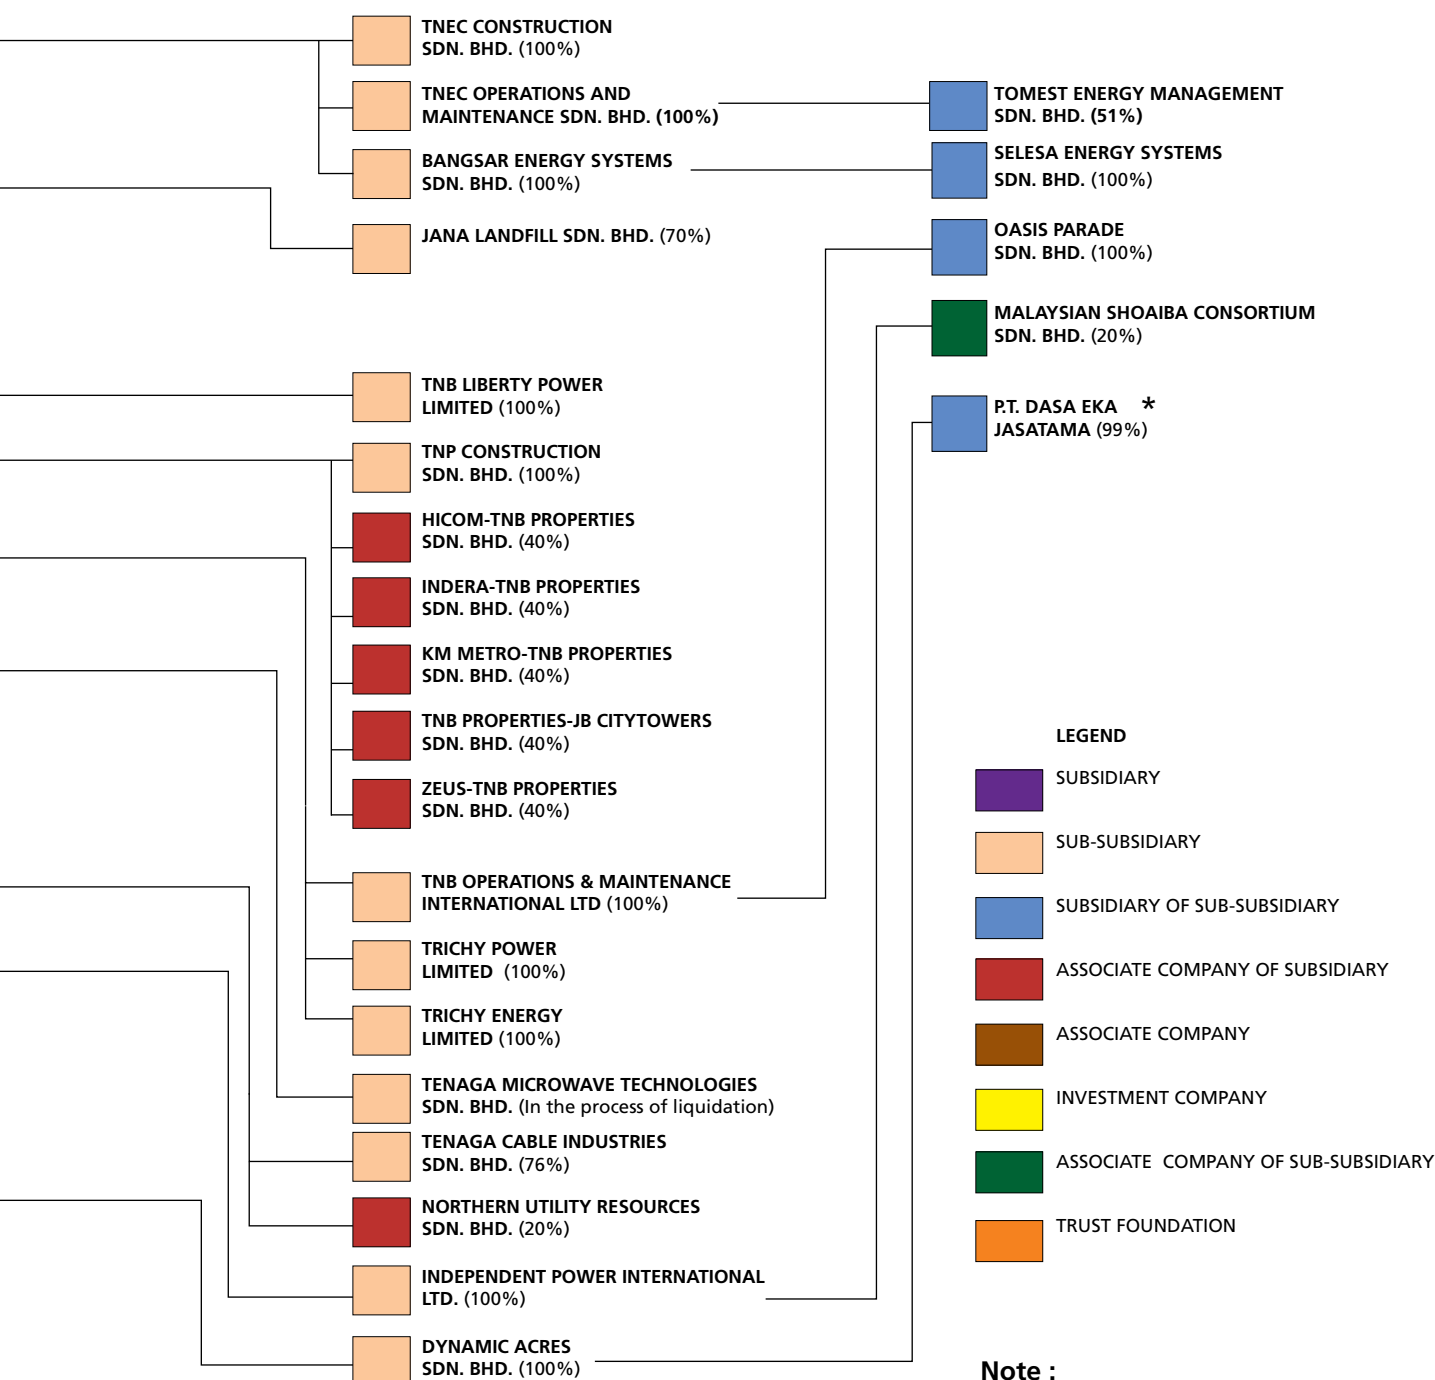 TNEC CONSTRUCTION
SDN. BHD. (100%)
TNEC OPERATIONS AND
MAINTENANCE SDN. BHD. (100%)
BANGSAR ENERGY SYSTEMS
SDN. BHD. (100%)
JANA LANDFILL SDN. BHD. (70%)
TNB LIBERTY POWER
LIMITED (100%)
TNP CONSTRUCTION
SDN. BHD. (100%)
HICOM-TNB PROPERTIES
SDN. BHD. (40%)
INDERA-TNB PROPERTIES
SDN. BHD. (40%)
KM METRO-TNB PROPERTIES
SDN. BHD. (40%)
TNB PROPERTIES-JB CITYTOWERS
SDN. BHD. (40%)
ZEUS-TNB PROPERTIES
SDN. BHD. (40%)
TNB OPERATIONS & MAINTENANCE
INTERNATIONAL LTD (100%)
TRICHY POWER
LIMITED (100%)
TRICHY ENERGY
LIMITED (100%)
TENAGA MICROWAVE TECHNOLOGIES
SDN. BHD. (In the process of liquidation)
TENAGA CABLE INDUSTRIES
SDN. BHD. (76%)
NORTHERN UTILITY RESOURCES
SDN. BHD. (20%)
INDEPENDENT POWER INTERNATIONAL
LTD. (100%)
DYNAMIC ACRES
SDN. BHD. (100%)
TOMEST ENERGY MANAGEMENT
SDN. BHD. (51%)
SELESA ENERGY SYSTEMS
SDN. BHD. (100%)
OASIS PARADE
SDN. BHD. (100%)
MALAYSIAN SHOAIBA CONSORTIUM
SDN. BHD. (20%)
P.T. DASA EKA *
JASATAMA (99%)
LEGEND
SUBSIDIARY
SUB-SUBSIDIARY
SUBSIDIARY OF SUB-SUBSIDIARY
ASSOCIATE COMPANY OF SUBSIDIARY
ASSOCIATE COMPANY
INVESTMENT COMPANY
ASSOCIATE COMPANY OF SUB-SUBSIDIARY
TRUST FOUNDATION
Note :